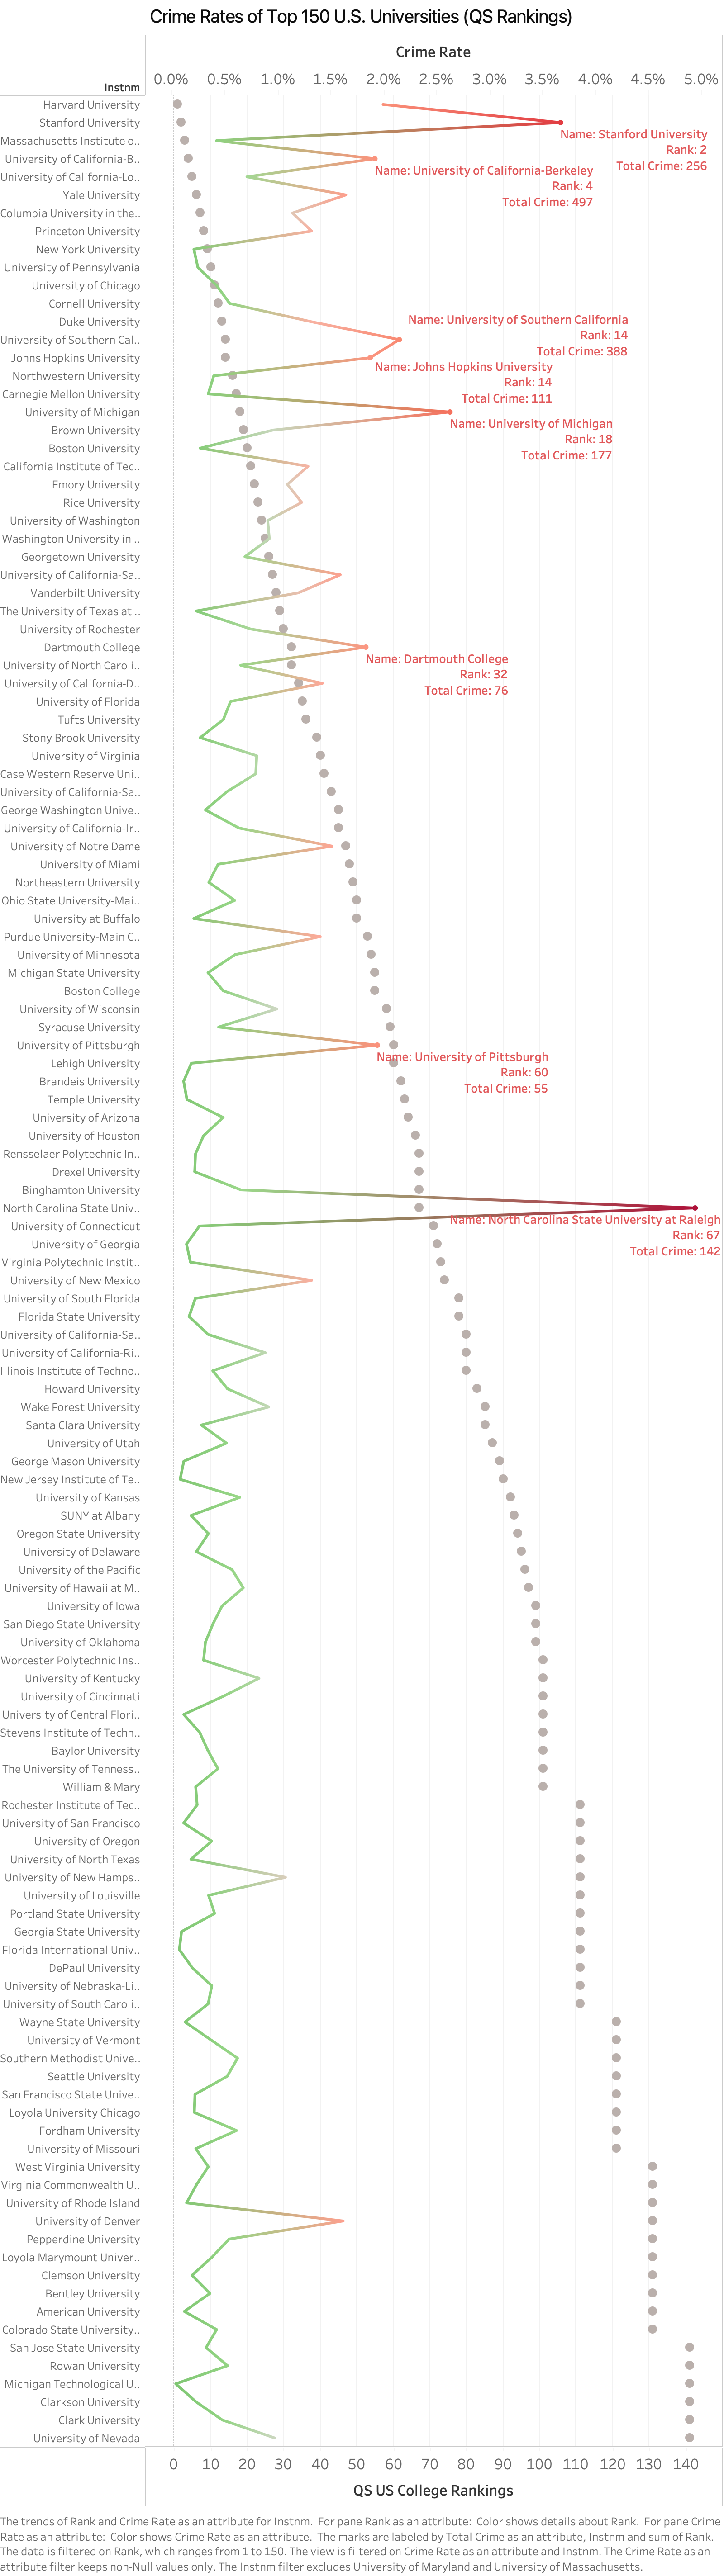 Crime Rates of Top 150 U.S. Universities (QS Rankings)
Crime Rate
Instnm
0.0% 0.5% 1.0% 1.5% 2.0% 2.5% 3.0% 3.5% 4.0% 4.5% 5.0%
Harvard University
Stanford University
Name: Stanford University
Rank: 2
Total Crime: 256
Massachusetts Institute o..
University of California-B..
Name: University of California-Berkeley
Rank: 4
Total Crime: 497
University of California-Lo..
Yale University
Columbia University in the..
Princeton University
New York University
University of Pennsylvania
University of Chicago
Cornell University
Duke University
University of Southern Cal..
Name: University of Southern California
Rank: 14
Total Crime: 388
Johns Hopkins University
Name: Johns Hopkins University
Rank: 14
Total Crime: 111
Northwestern University
Carnegie Mellon University
University of Michigan
Name: University of Michigan
Rank: 18
Total Crime: 177
Brown University
Boston University
California Institute of Tec..
Emory University
Rice University
University of Washington
Washington University in ..
Georgetown University
University of California-Sa..
Vanderbilt University
The University of Texas at ..
University of Rochester
Dartmouth College
Name: Dartmouth College
Rank: 32
Total Crime: 76
University of North Caroli..
University of California-D..
University of Florida
Tufts University
Stony Brook University
University of Virginia
Case Western Reserve Uni..
University of California-Sa..
George Washington Unive..
University of California-Ir..
University of Notre Dame
University of Miami
Northeastern University
Ohio State University-Mai..
University at Buffalo
Purdue University-Main C..
University of Minnesota
Michigan State University
Boston College
University of Wisconsin
Syracuse University
University of Pittsburgh
Name: University of Pittsburgh
Rank: 60
Total Crime: 55
Lehigh University
Brandeis University
Temple University
University of Arizona
University of Houston
Rensselaer Polytechnic In..
Drexel University
Binghamton University
North Carolina State Univ..
Name: North Carolina State University at Raleigh
Rank: 67
Total Crime: 142
University of Connecticut
University of Georgia
Virginia Polytechnic Instit..
University of New Mexico
University of South Florida
Florida State University
University of California-Sa..
University of California-Ri..
Illinois Institute of Techno..
Howard University
Wake Forest University
Santa Clara University
University of Utah
George Mason University
New Jersey Institute of Te..
University of Kansas
SUNY at Albany
Oregon State University
University of Delaware
University of the Pacific
University of Hawaii at M..
University of Iowa
San Diego State University
University of Oklahoma
Worcester Polytechnic Ins..
University of Kentucky
University of Cincinnati
University of Central Flori..
Stevens Institute of Techn..
Baylor University
The University of Tenness..
William & Mary
Rochester Institute of Tec..
University of San Francisco
University of Oregon
University of North Texas
University of New Hamps..
University of Louisville
Portland State University
Georgia State University
Florida International Univ..
DePaul University
University of Nebraska-Li..
University of South Caroli..
Wayne State University
University of Vermont
Southern Methodist Unive..
Seattle University
San Francisco State Unive..
Loyola University Chicago
Fordham University
University of Missouri
West Virginia University
Virginia Commonwealth U..
University of Rhode Island
University of Denver
Pepperdine University
Loyola Marymount Univer..
Clemson University
Bentley University
American University
Colorado State University..
San Jose State University
Rowan University
Michigan Technological U..
Clarkson University
Clark University
University of Nevada
0 10 20 30 40 50 60 70 80 90 100 110 120 130 140
QS US College Rankings
The trends of Rank and Crime Rate as an attribute for Instnm. For pane Rank as an attribute: Color shows details about Rank. For pane Crime
Rate as an attribute: Color shows Crime Rate as an attribute. The marks are labeled by Total Crime as an attribute, Instnm and sum of Rank.
The data is filtered on Rank, which ranges from 1 to 150. The view is filtered on Crime Rate as an attribute and Instnm. The Crime Rate as an
attribute filter keeps non-Null values only. The Instnm filter excludes University of Maryland and University of Massachusetts.